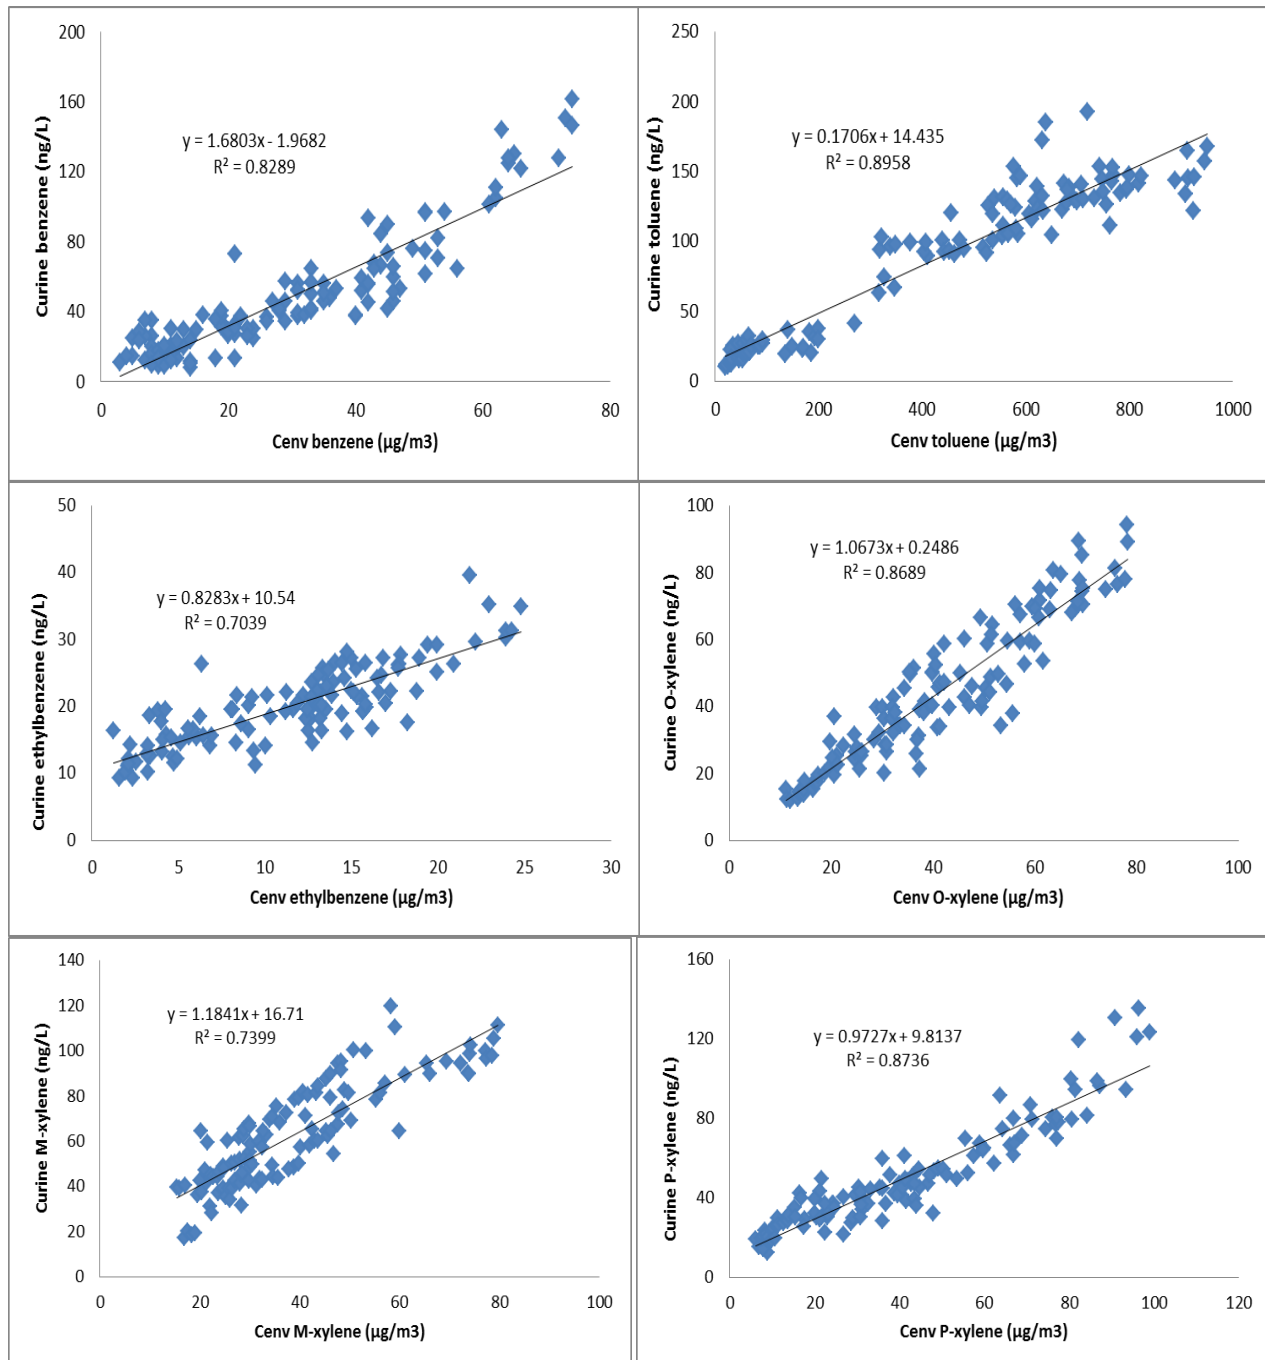 200
160
120
80
40
0
Curine benzene (ng/L)
y = 1.6803x - 1.9682
R² = 0.8289
0 20 40 60 80
Cenv benzene (µg/m3)
250
200
150
100
50
0
Curine toluene (ng/L)
y = 0.1706x + 14.435
R² = 0.8958
0 200 400 600 800 1000
Cenv toluene (µg/m3)
50
40
30
20
10
0
Curine ethylbenzene (ng/L)
y = 0.8283x + 10.54
R² = 0.7039
0 5 10 15 20 25 30
Cenv ethylbenzene (µg/m3)
100
80
60
40
20
0
Curine O-xylene (ng/L)
y = 1.0673x + 0.2486
R² = 0.8689
0 20 40 60 80 100
Cenv O-xylene (µg/m3)
140
120
100
80
60
40
20
0
Curine M-xylene (ng/L)
y = 1.1841x + 16.71
R² = 0.7399
0 20 40 60 80 100
Cenv M-xylene (µg/m3)
160
120
80
40
0
Curine P-xylene (ng/L)
y = 0.9727x + 9.8137
R² = 0.8736
0 20 40 60 80 100 120
Cenv P-xylene (µg/m3)